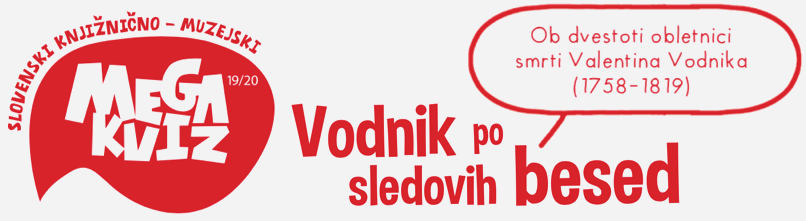 SLOVENSKI KNJIŽNIČNO - MUZEJSKI
MEGA
19/20
KVIZ
Vodnik po
sledovih besed
Ob dvestoti obletnici
smrti Valentina Vodnika
(1758-1819)